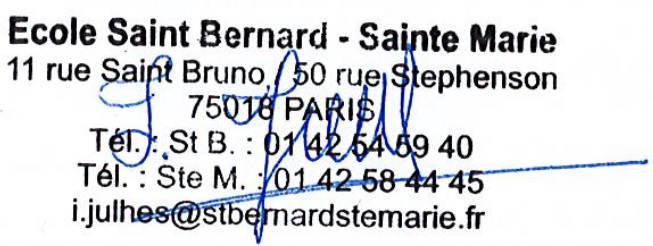 Ecole Saint Bernard - Sainte Marie
11 rue Saint Bruno / 50 rue Stephenson
75018 PARIS
Tél. : St B. : 01 42 54 59 40
Tél. : Ste M. : 01 42 58 44 45
i.julhes@stbernardstemarie.fr